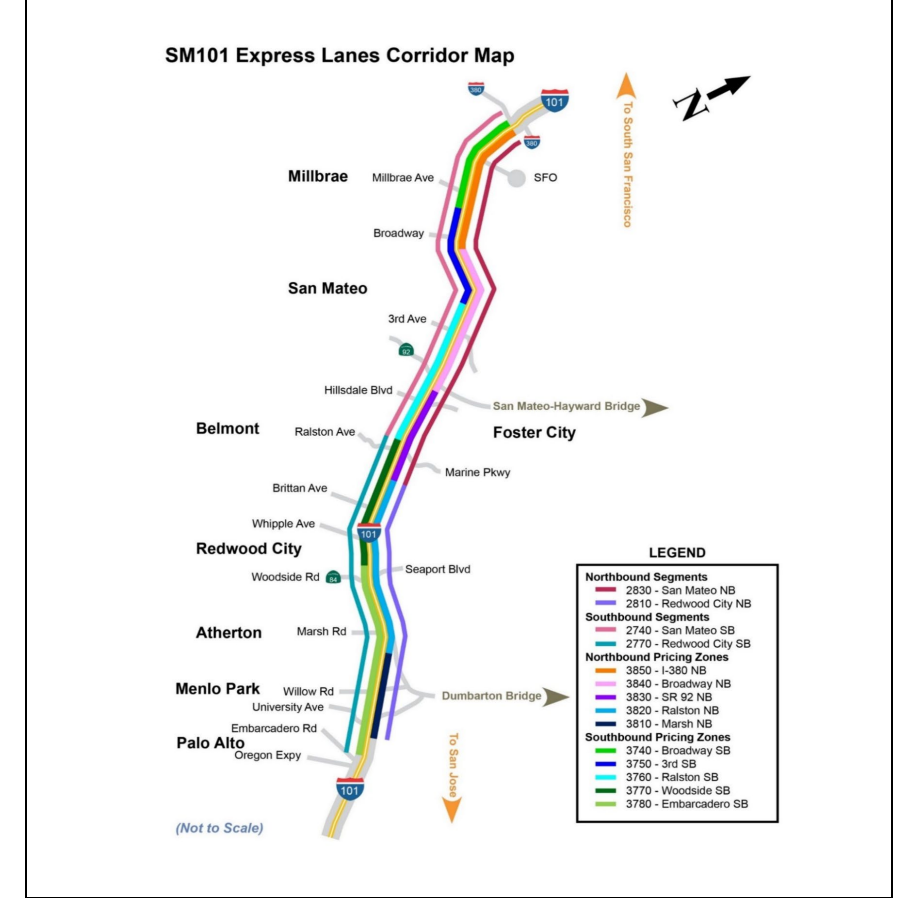 SM101 Express Lanes Corridor Map
380
101
N
To South San Francisco
380
Millbrae
Millbrae Ave
SFO
Broadway
San Mateo
3rd Ave
92
Hillsdale Blvd
San Mateo-Hayward Bridge
Belmont
Ralston Ave
Foster City
Marine Pkwy
Brittan Ave
Whipple Ave
101
Redwood City
Woodside Rd
84
Seaport Blvd
Atherton
Marsh Rd
Menlo Park
Willow Rd
University Ave
Dumbarton Bridge
Embarcadero Rd
Palo Alto
Oregon Expy
To San Jose
101
(Not to Scale)
LEGEND
Northbound Segments
2830 - San Mateo NB
2810 - Redwood City NB
Southbound Segments
2740 - San Mateo SB
2770 - Redwood City SB
Northbound Pricing Zones
3850 - I-380 NB
3840 - Broadway NB
3830 - SR 92 NB
3820 - Ralston NB
3810 - Marsh NB
Southbound Pricing Zones
3740 - Broadway SB
3750 - 3rd SB
3760 - Ralston SB
3770 - Woodside SB
3780 - Embarcadero SB